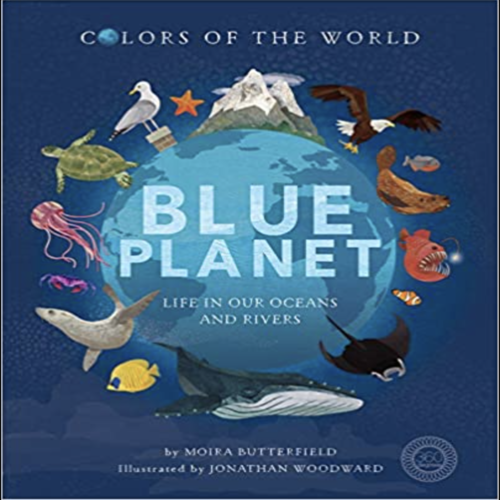 COLORS OF THE WORLD
BLUE
PLANET
LIFE IN OUR OCEANS
AND RIVERS
by MOIRA BUTTERFIELD
Illustrated by JONATHAN WOODWARD